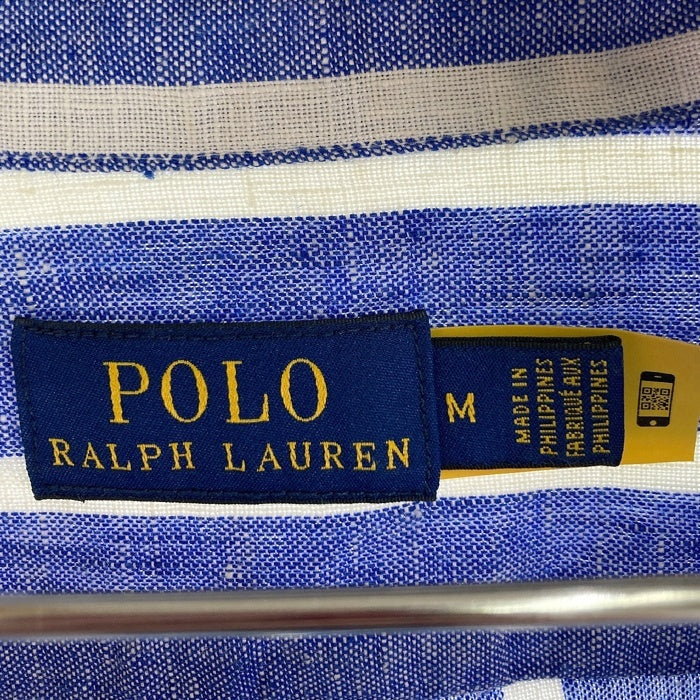 POLO
RALPH LAUREN
M
MADE IN
PHILIPPINES
FABRIQUÉ AUX
PHILIPPINES